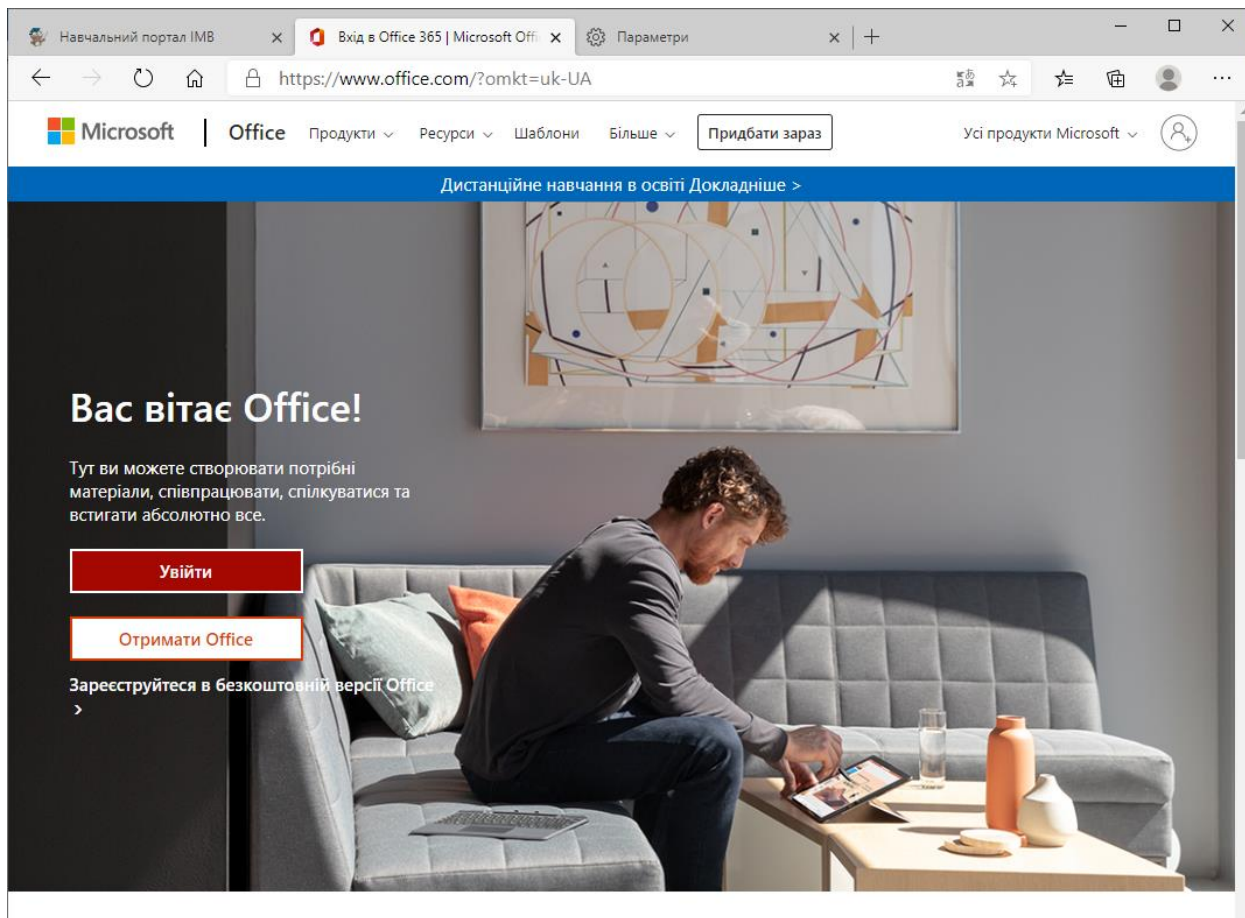 Навчальний портал ІМВ
Вхід в Office 365 | Microsoft Offi
Параметри
https://www.office.com/?omkt=uk-UA
Microsoft | Office Продукти Ресурси Шаблони Більше Придбати зараз Усі продукти Microsoft
Дистанційне навчання в освіті Докладніше >
Вас вітає Office!
Тут ви можете створювати потрібні
матеріали, співпрацювати, спілкуватися та
встигати абсолютно все.
Увійти
Отримати Office
Зареєструйтеся в безкоштовній версії Office
>